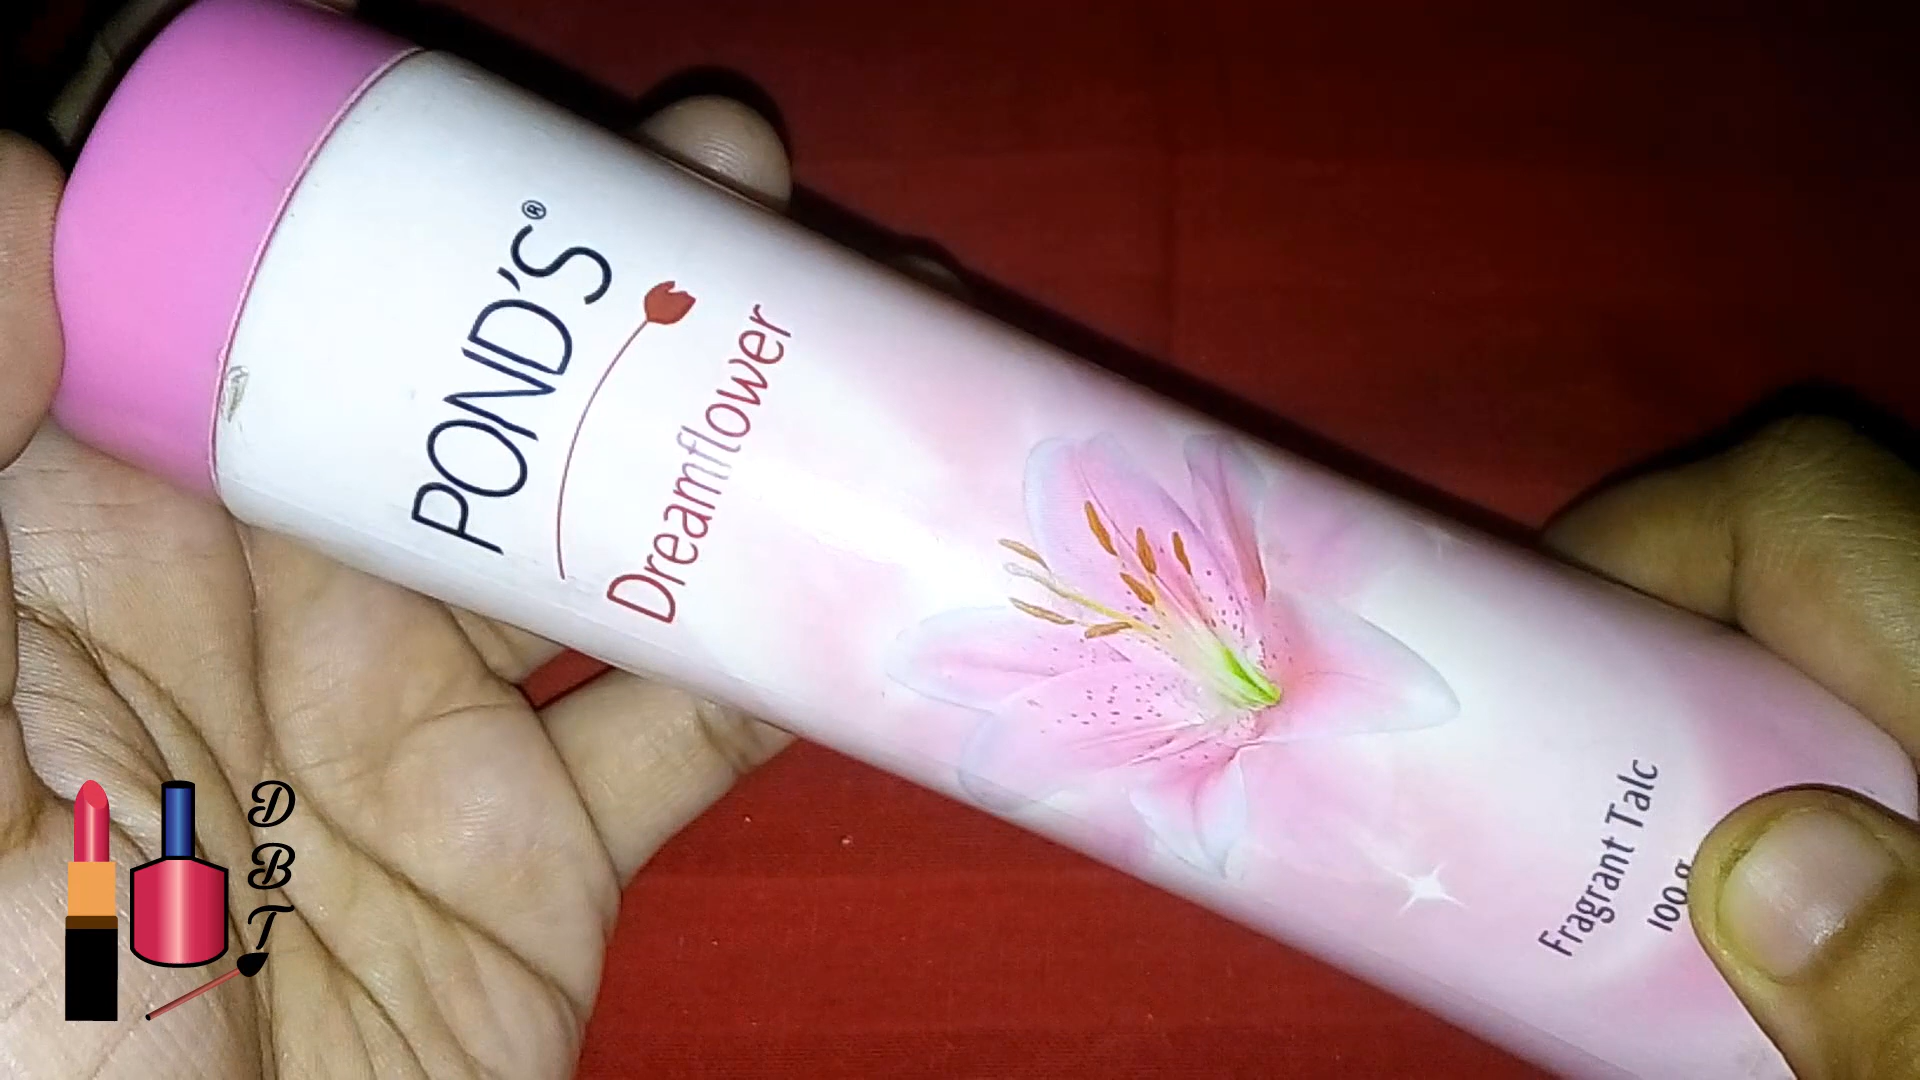 POND'S®
Dreamflower
Fragrant Talc
100 g
D
B
T